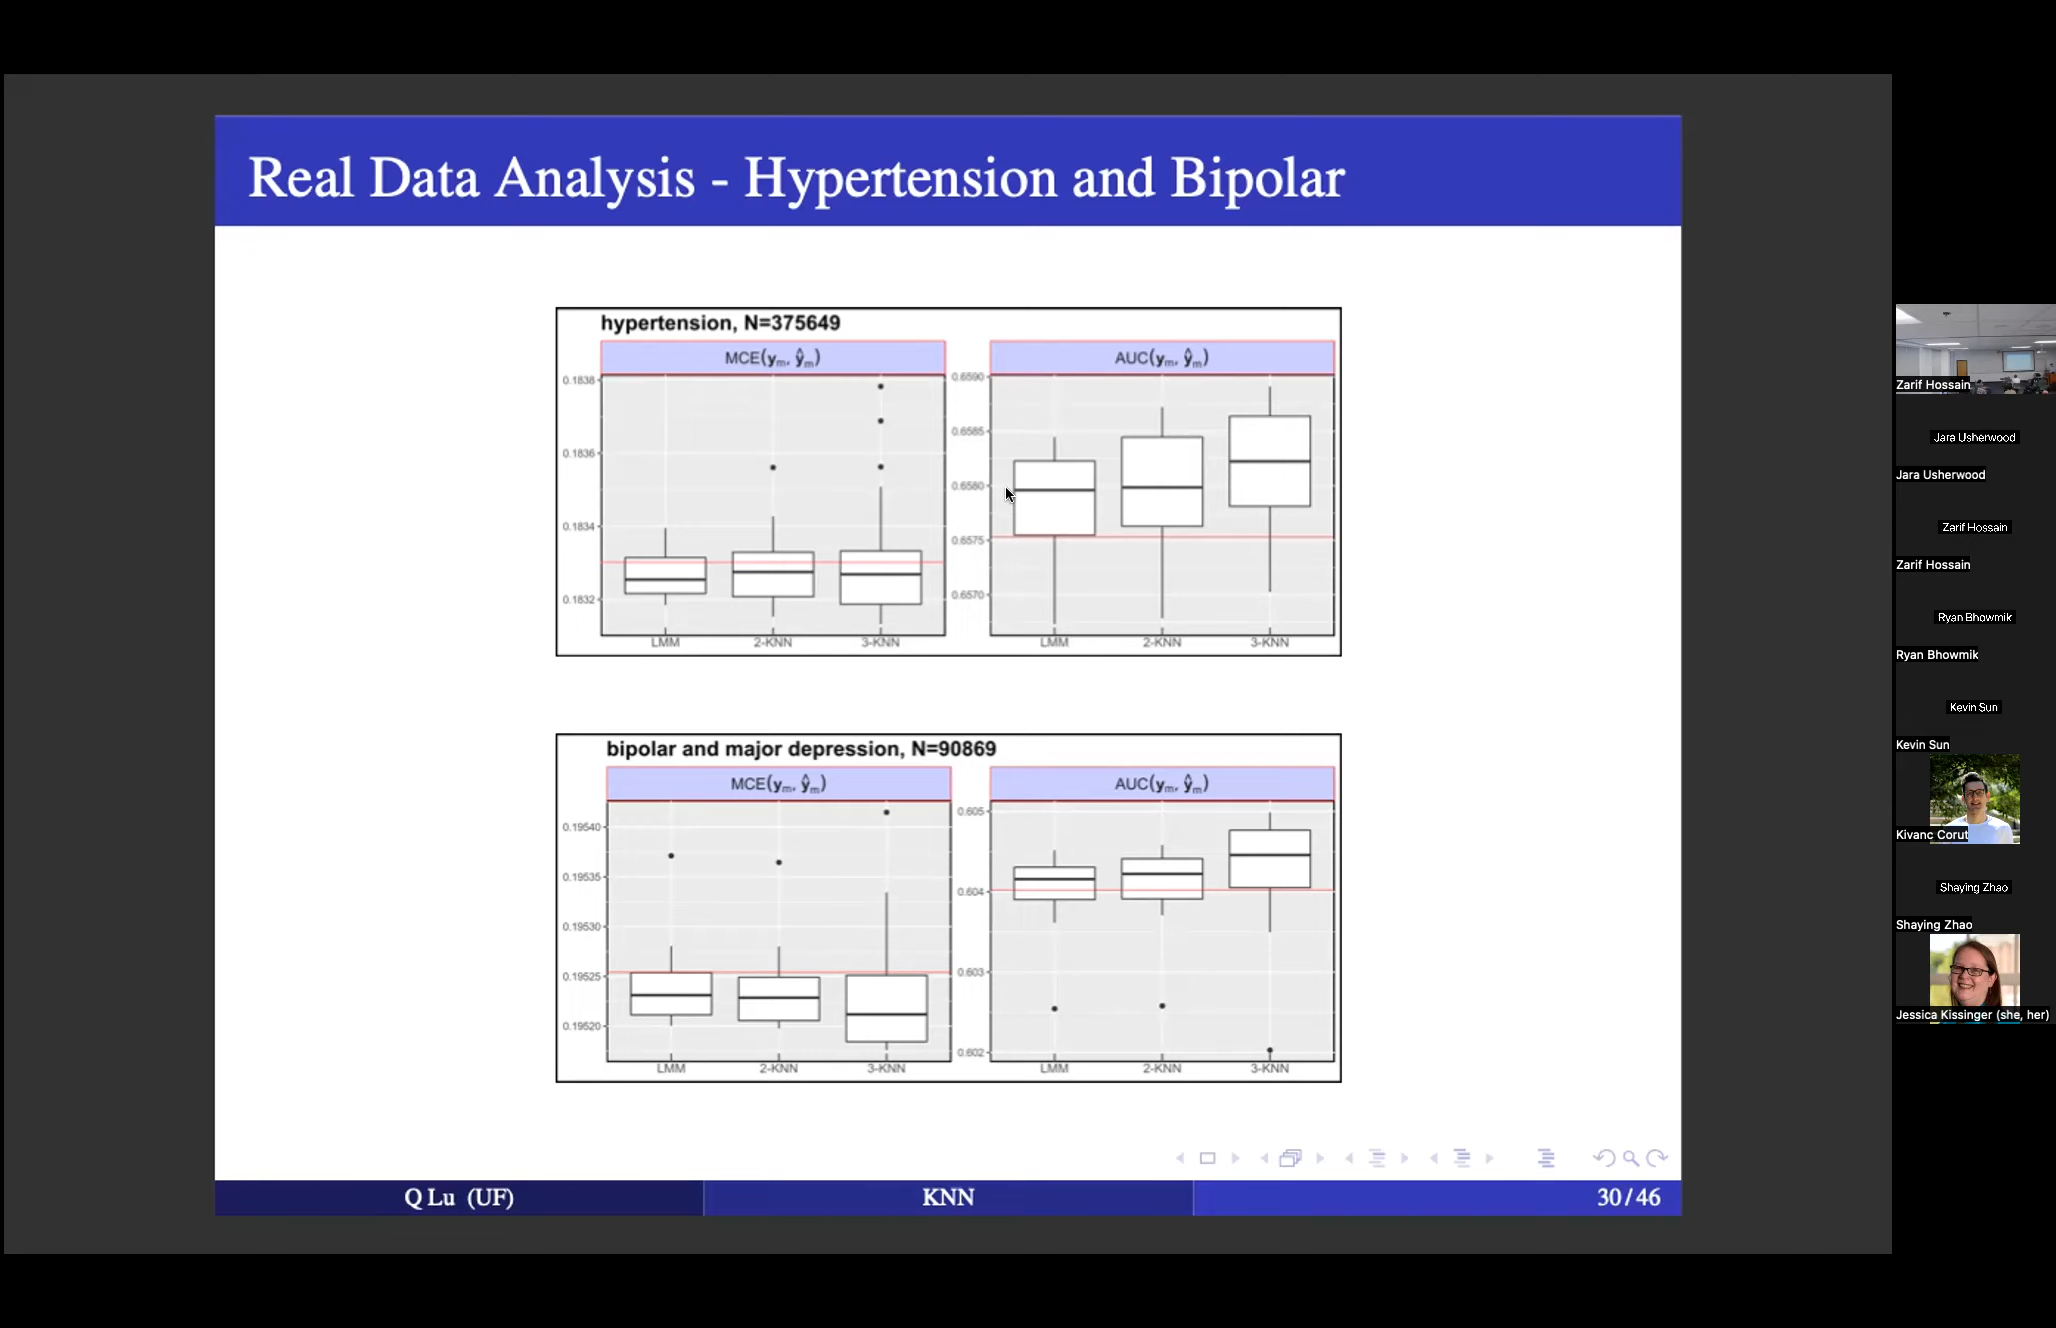 Real Data Analysis - Hypertension and Bipolar
hypertension, N=375649
MCE(yₘ, ŷₘ)
AUC(yₘ, ŷₘ)
0.1838
0.1836
0.1834
0.1832
LMM 2-KNN 3-KNN
0.6590
0.6585
0.6580
0.6575
0.6570
LMM 2-KNN 3-KNN
bipolar and major depression, N=90869
MCE(yₘ, ŷₘ)
AUC(yₘ, ŷₘ)
0.19540
0.19535
0.19530
0.19525
0.19520
LMM 2-KNN 3-KNN
0.605
0.604
0.603
0.602
LMM 2-KNN 3-KNN
Q Lu (UF) KNN 30 / 46
Zarif Hossain
Jara Usherwood
Jara Usherwood
Zarif Hossain
Zarif Hossain
Ryan Bhowmik
Ryan Bhowmik
Kevin Sun
Kevin Sun
Kivanc Corut
Shaying Zhao
Shaying Zhao
Jessica Kissinger (she, her)